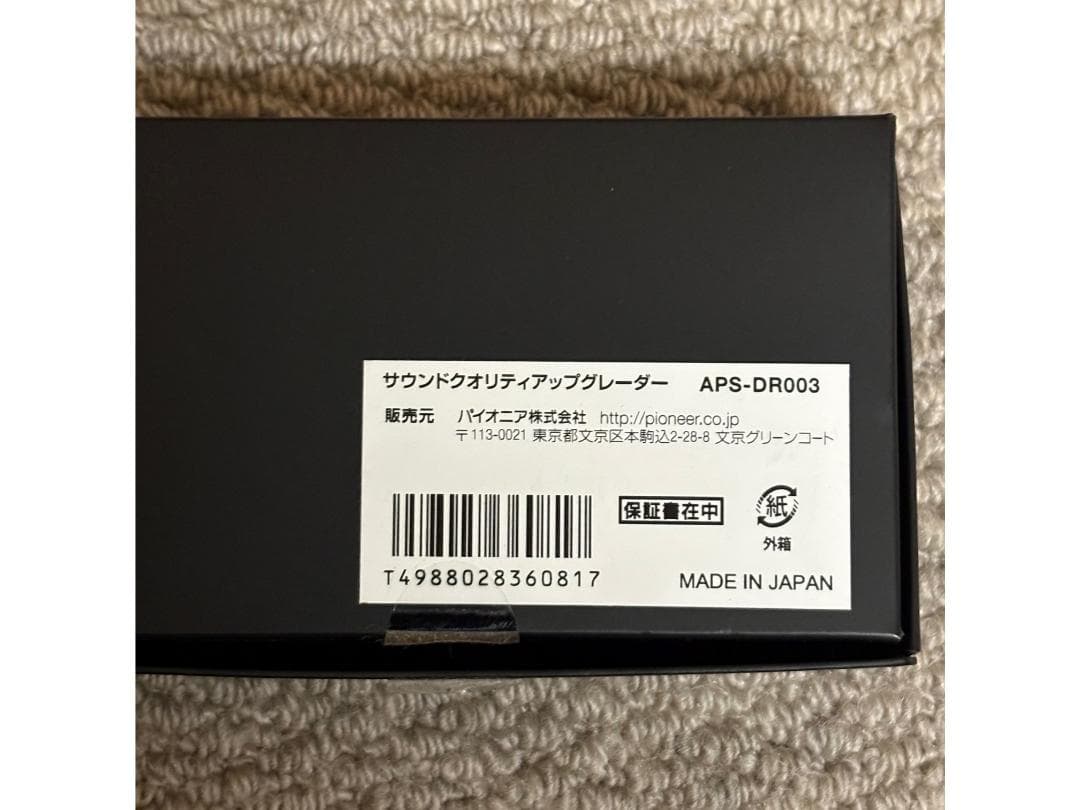 サウンドクオリティアップグレーダー APS-DR003
販売元 パイオニア株式会社 http://pioneer.co.jp
〒113-0021 東京都文京区本駒込2-28-8 文京グリーンコート
保証書在中
紙
外箱
T4988028360817
MADE IN JAPAN